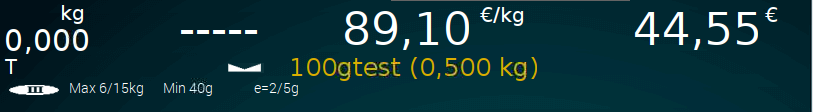 kg
0,000 ----- 89,10 €/kg 44,55 €
T
100gtest (0,500 kg)
III Max 6/15kg Min 40g e=2/5g